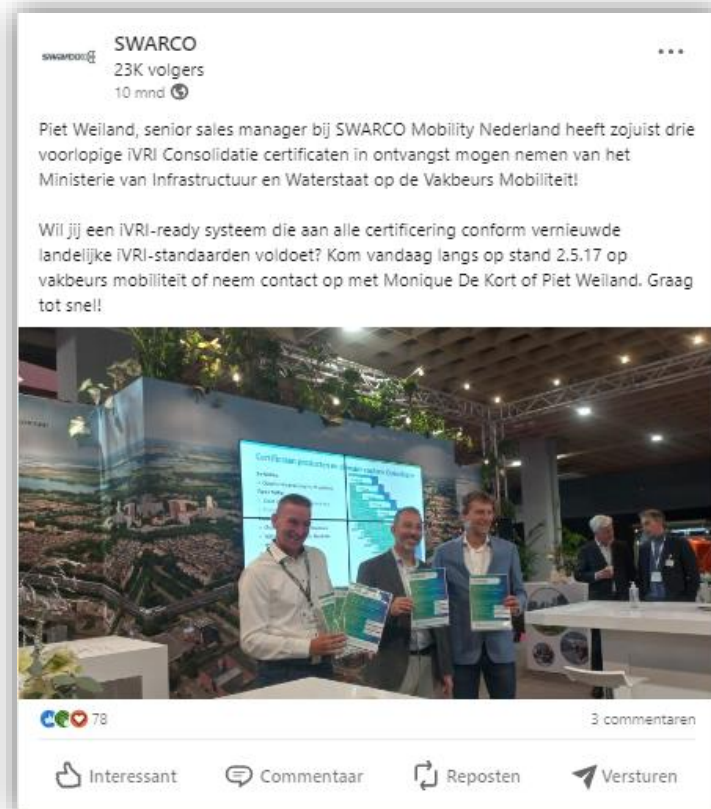 swarco
SWARCO
23K volgers
10 mnd
Piet Weiland, senior sales manager bij SWARCO Mobility Nederland heeft zojuist drie
voorlopige iVRI Consolidatie certificaten in ontvangst mogen nemen van het
Ministerie van Infrastructuur en Waterstaat op de Vakbeurs Mobiliteit!
Wil jij een iVRI-ready systeem die aan alle certificering conform vernieuwde
landelijke iVRI-standaarden voldoet? Kom vandaag langs op stand 2.5.17 op
vakbeurs mobiliteit of neem contact op met Monique De Kort of Piet Weiland. Graag
tot snel!
78
3 commentaren
Interessant
Commentaar
Reposten
Versturen